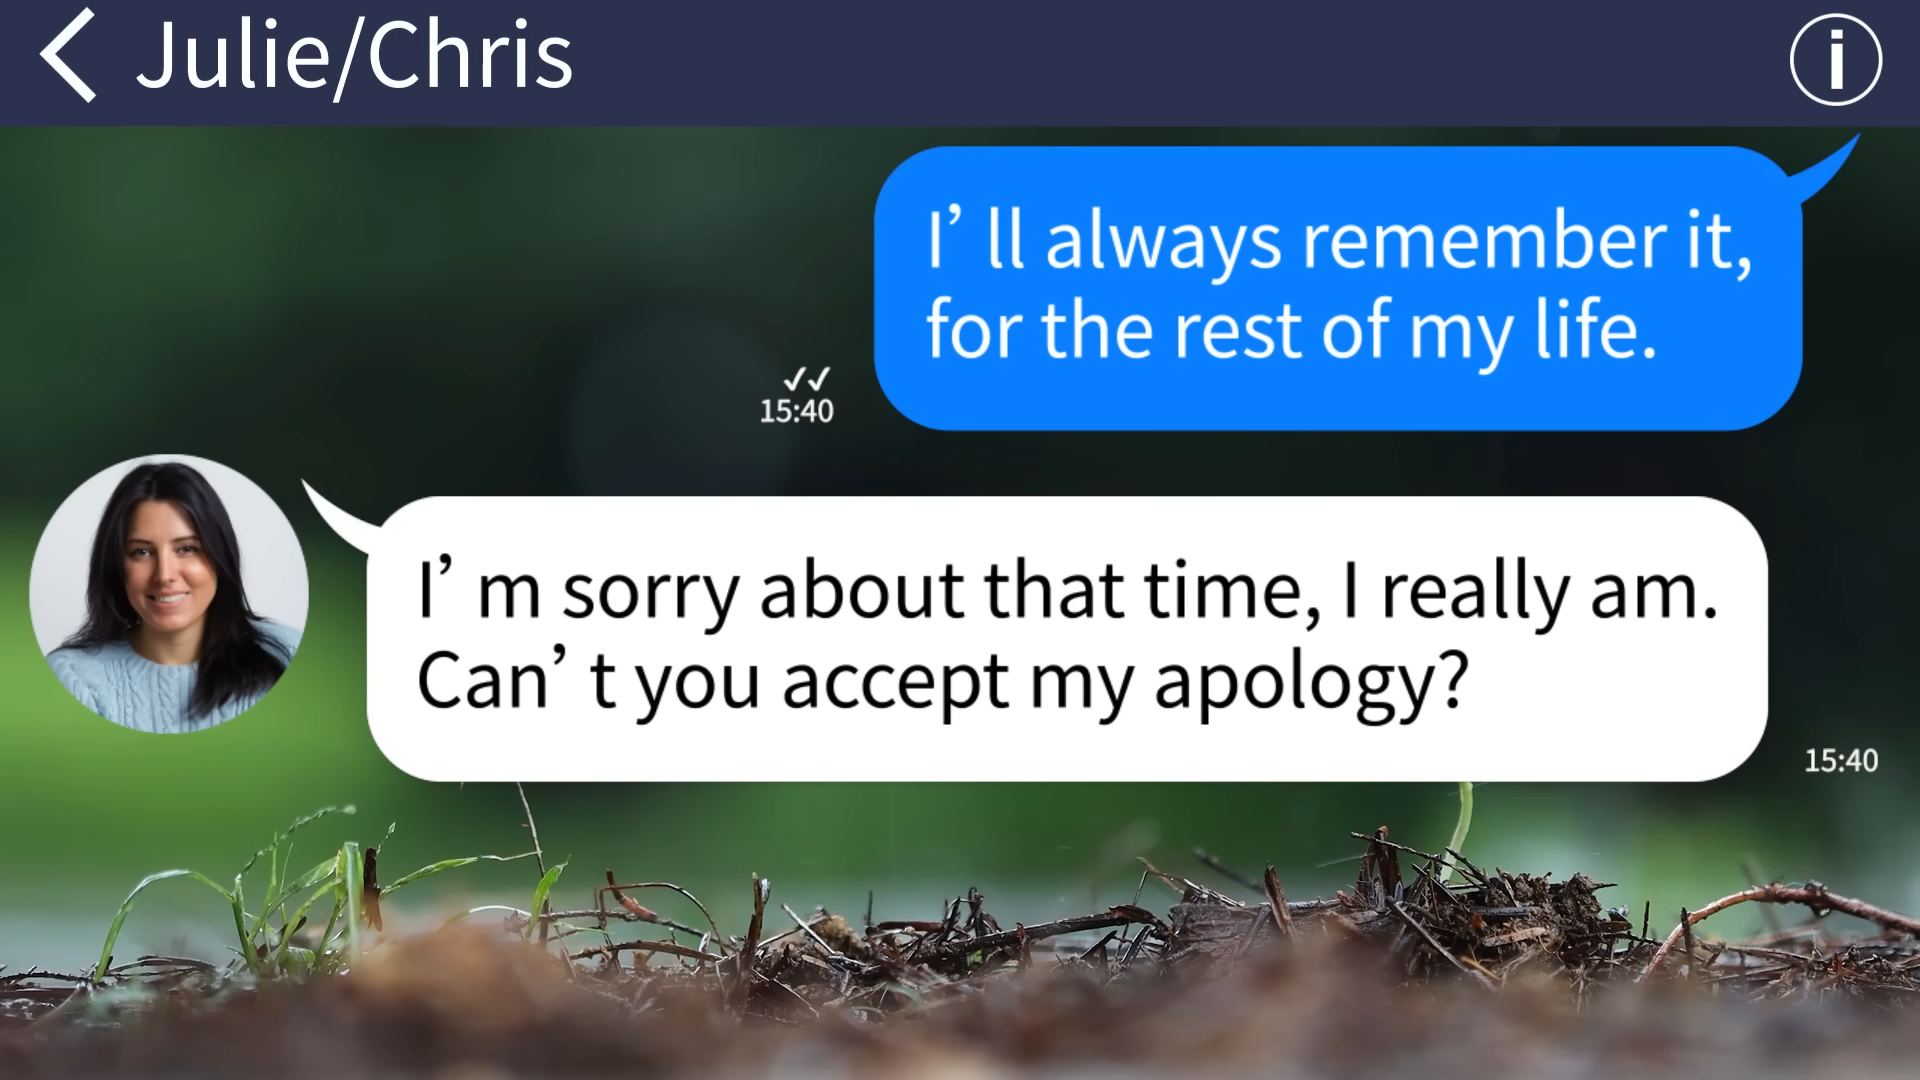 Julie/Chris
I’ll always remember it,
for the rest of my life.
✓✓
15:40
I’m sorry about that time, I really am.
Can’t you accept my apology?
15:40